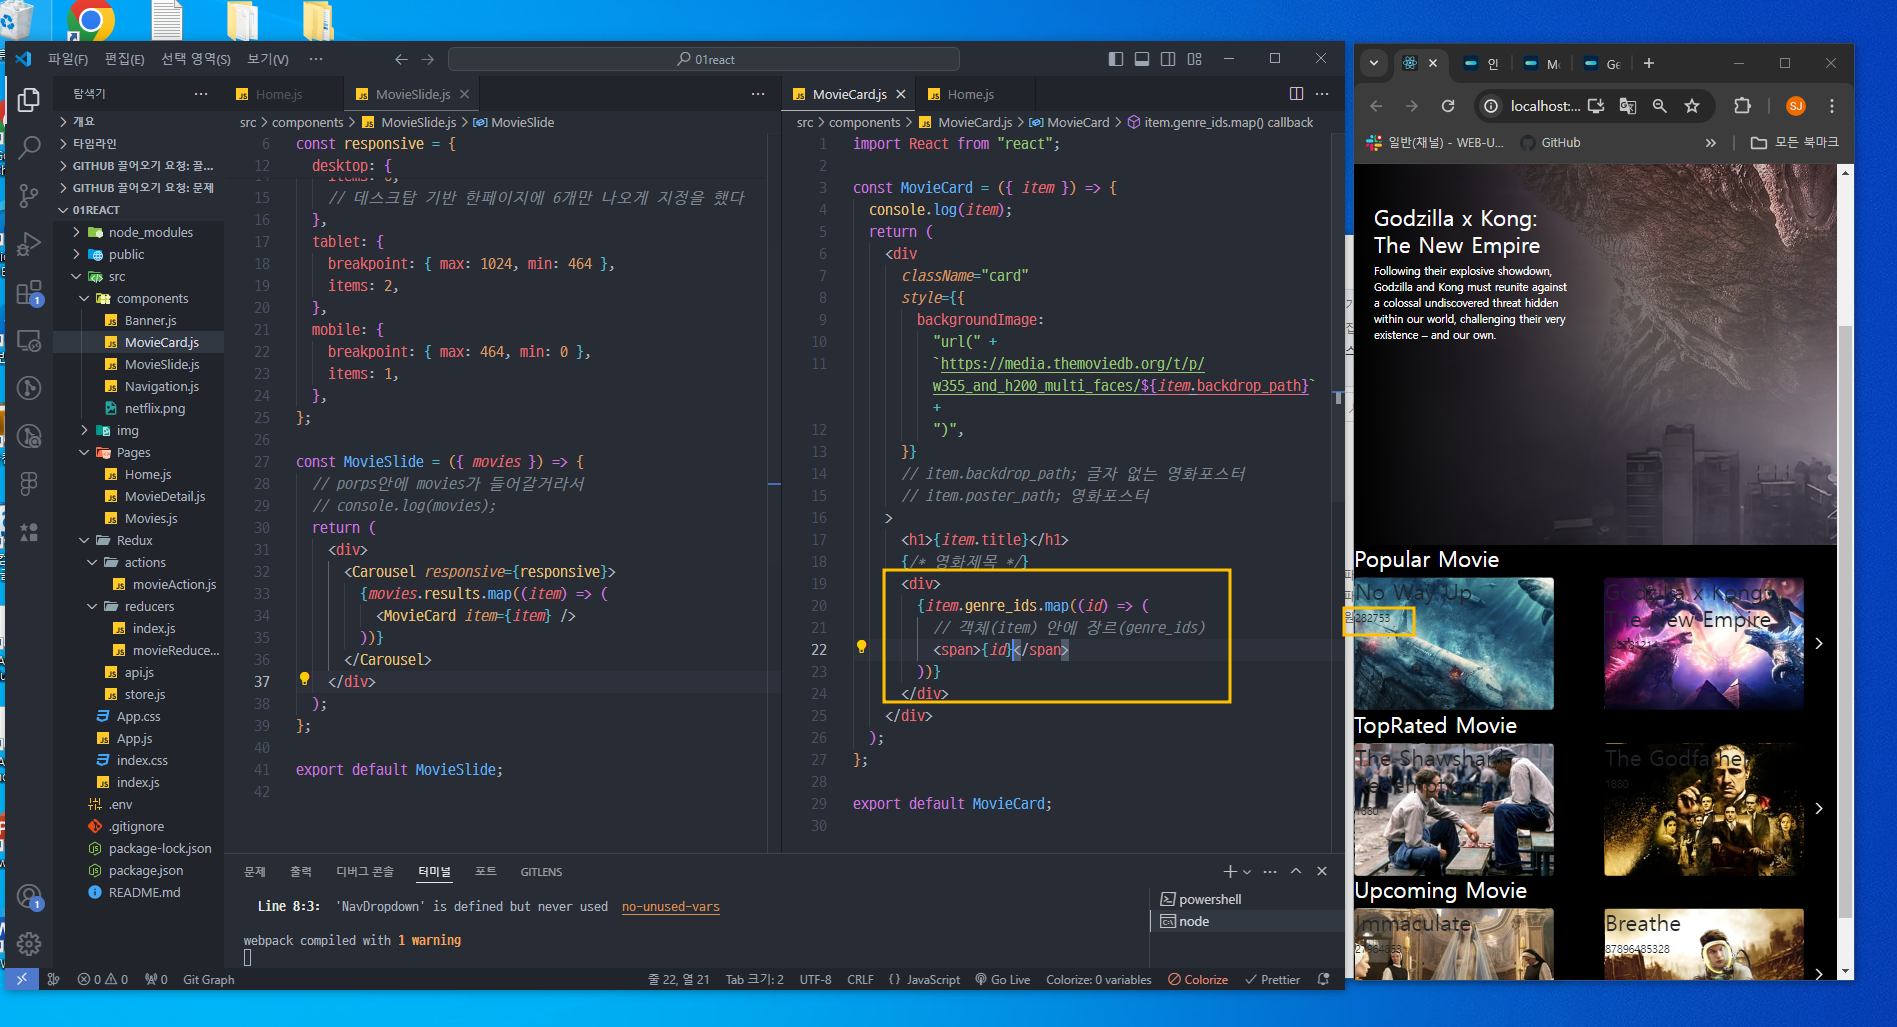 파일(F) 편집(E) 선택 영역(S) 보기(V) ···
01react
탐색기 ···
개요
타임라인
GITHUB 끌어오기 요청: 끌...
GITHUB 끌어오기 요청: 문제
01REACT
node_modules
public
src
components
Banner.js
MovieCard.js
MovieSlide.js
Navigation.js
netflix.png
img
Pages
Home.js
MovieDetail.js
Movies.js
Redux
actions
movieAction.js
reducers
index.js
movieReduce...
api.js
store.js
App.css
App.js
index.css
index.js
.env
.gitignore
package-lock.json
package.json
README.md
Home.js MovieSlide.js
src > components > MovieSlide.js > MovieSlide
6 const responsive = {
12 desktop: {
15 // 데스크탑 기반 한페이지에 6개만 나오게 지정을 했다
16 },
17 tablet: {
18 breakpoint: { max: 1024, min: 464 },
19 items: 2,
20 },
21 mobile: {
22 breakpoint: { max: 464, min: 0 },
23 items: 1,
24 },
25 };
26
27 const MovieSlide = ({ movies }) => {
28 // porps안에 movies가 들어갈거라서
29 // console.log(movies);
30 return (
31 <div>
32 <Carousel responsive={responsive}>
33 {movies.results.map((item) => (
34 <MovieCard item={item} />
35 ))}
36 </Carousel>
37 </div>
38 );
39 };
40
41 export default MovieSlide;
42
MovieCard.js Home.js
src > components > MovieCard.js > MovieCard > item.genre_ids.map() callback
1 import React from "react";
2
3 const MovieCard = ({ item }) => {
4 console.log(item);
5 return (
6 <div
7 className="card"
8 style={{
9 backgroundImage:
10 "url(" +
11 `https://media.themoviedb.org/t/p/
w355_and_h200_multi_faces/${item.backdrop_path}`
+
12 ")",
13 }}
14 // item.backdrop_path; 글자 없는 영화포스터
15 // item.poster_path; 영화포스터
16 >
17 <h1>{item.title}</h1>
18 {/* 영화제목 */}
19 <div>
20 {item.genre_ids.map((id) => (
21 // 객체(item) 안에 장르(genre_ids)
22 <span>{id}</span>
23 ))}
24 </div>
25 </div>
26 );
27 };
28
29 export default MovieCard;
30
문제 출력 디버그 콘솔 터미널 포트 GITLENS
Line 8:3: 'NavDropdown' is defined but never used no-unused-vars
webpack compiled with 1 warning
powershell
node
0 0 0 Git Graph
줄 22, 열 21 Tab 크기: 2 UTF-8 CRLF {} JavaScript Go Live Colorize: 0 variables Colorize Prettier
인 Ge
localhost:... SJ
일반(채널) - WEB-U... GitHub » 모든 북마크
Godzilla x Kong:
The New Empire
Following their explosive showdown,
Godzilla and Kong must reunite against
a colossal undiscovered threat hidden
within our world, challenging their very
existence – and our own.
Popular Movie
No Way Up
282753
Godzilla x Kong:
The New Empire
TopRated Movie
The Shawshank
Redemption
1880
The Godfather
1880
Upcoming Movie
Immaculate
Breathe
87896485328